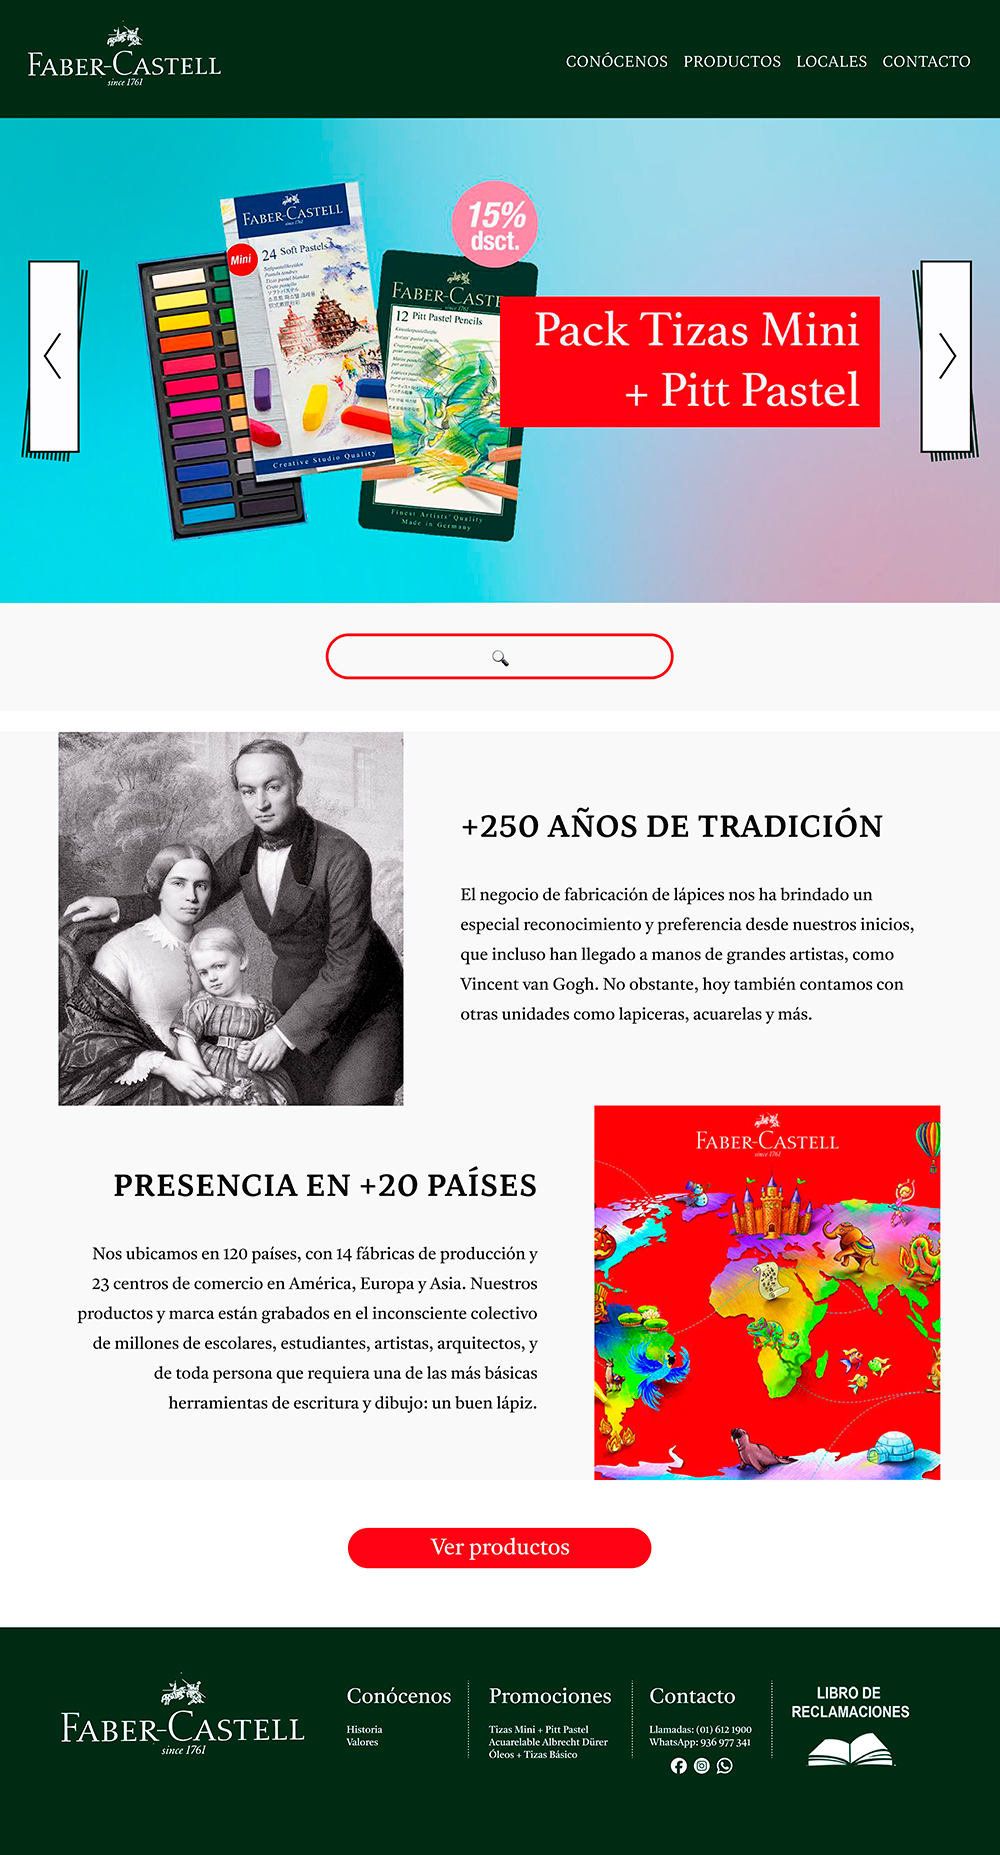 FABER-CASTELL
since 1761
CONÓCENOS PRODUCTOS LOCALES CONTACTO
FABER-CASTELL
since 1761
Mini
24 Soft Pastels
Creative Studio Quality
15%
dsct.
FABER-CASTE
since 1761
12 Pitt Pastel Pencils
Finest Artists' Quality
Made in Germany
Pack Tizas Mini
+ Pitt Pastel
+250 AÑOS DE TRADICIÓN
El negocio de fabricación de lápices nos ha brindado un
especial reconocimiento y preferencia desde nuestros inicios,
que incluso han llegado a manos de grandes artistas, como
Vincent van Gogh. No obstante, hoy también contamos con
otras unidades como lapiceras, acuarelas y más.
FABER-CASTELL
since 1761
PRESENCIA EN +20 PAÍSES
Nos ubicamos en 120 países, con 14 fábricas de producción y
23 centros de comercio en América, Europa y Asia. Nuestros
productos y marca están grabados en el inconsciente colectivo
de millones de escolares, estudiantes, artistas, arquitectos, y
de toda persona que requiera una de las más básicas
herramientas de escritura y dibujo: un buen lápiz.
Ver productos
FABER-CASTELL
since 1761
Conócenos
Historia
Valores
Promociones
Tizas Mini + Pitt Pastel
Acuarelable Albrecht Dürer
Óleos + Tizas Básico
Contacto
Llamadas: (01) 612 1900
WhatsApp: 936 977 341
LIBRO DE
RECLAMACIONES